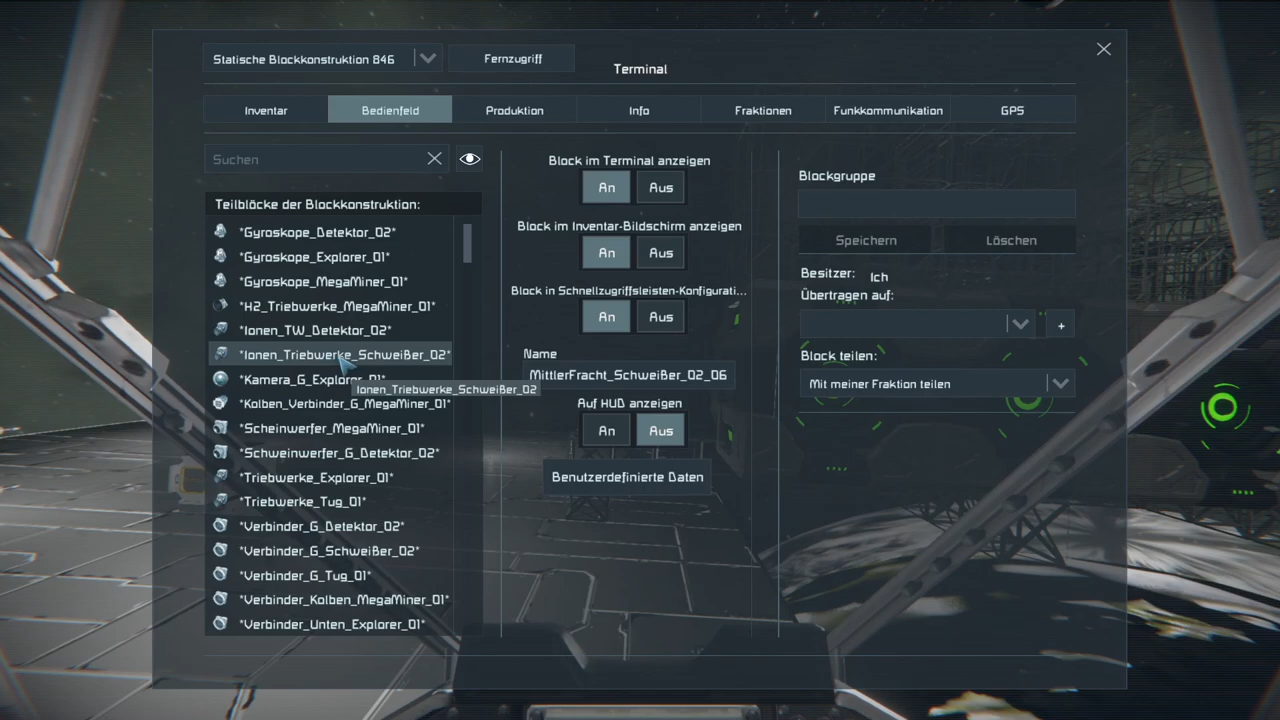 Statische Blockkonstruktion 846
Fernzugriff
Terminal
Inventar
Bedienfeld
Produktion
Info
Fraktionen
Funkkommunikation
GPS
Suchen
Teilblöcke der Blockkonstruktion:
*Gyroskope_Detektor_02*
*Gyroskope_Explorer_01*
*Gyroskope_MegaMiner_01*
*H2_Triebwerke_MegaMiner_01*
*Ionen_TW_Detektor_02*
*Ionen_Triebwerke_Schweißer_02*
*Kamera_G_Explorer_01*
Ionen_Triebwerke_Schweißer_02
*Kolben_Verbinder_G_MegaMiner_01*
*Scheinwerfer_MegaMiner_01*
*Schweinwerfer_G_Detektor_02*
*Triebwerke_Explorer_01*
*Triebwerke_Tug_01*
*Verbinder_G_Detektor_02*
*Verbinder_G_Schweißer_02*
*Verbinder_G_Tug_01*
*Verbinder_Kolben_MegaMiner_01*
*Verbinder_Unten_Explorer_01*
Block im Terminal anzeigen
An Aus
Block im Inventar-Bildschirm anzeigen
An Aus
Block in Schnellzugriffsleisten-Konfigurati...
An Aus
Name
MittlerFracht_Schweißer_02_06
Auf HUD anzeigen
An Aus
Benutzerdefinierte Daten
Blockgruppe
Speichern
Löschen
Besitzer: Ich
Übertragen auf:
+
Block teilen:
Mit meiner Fraktion teilen